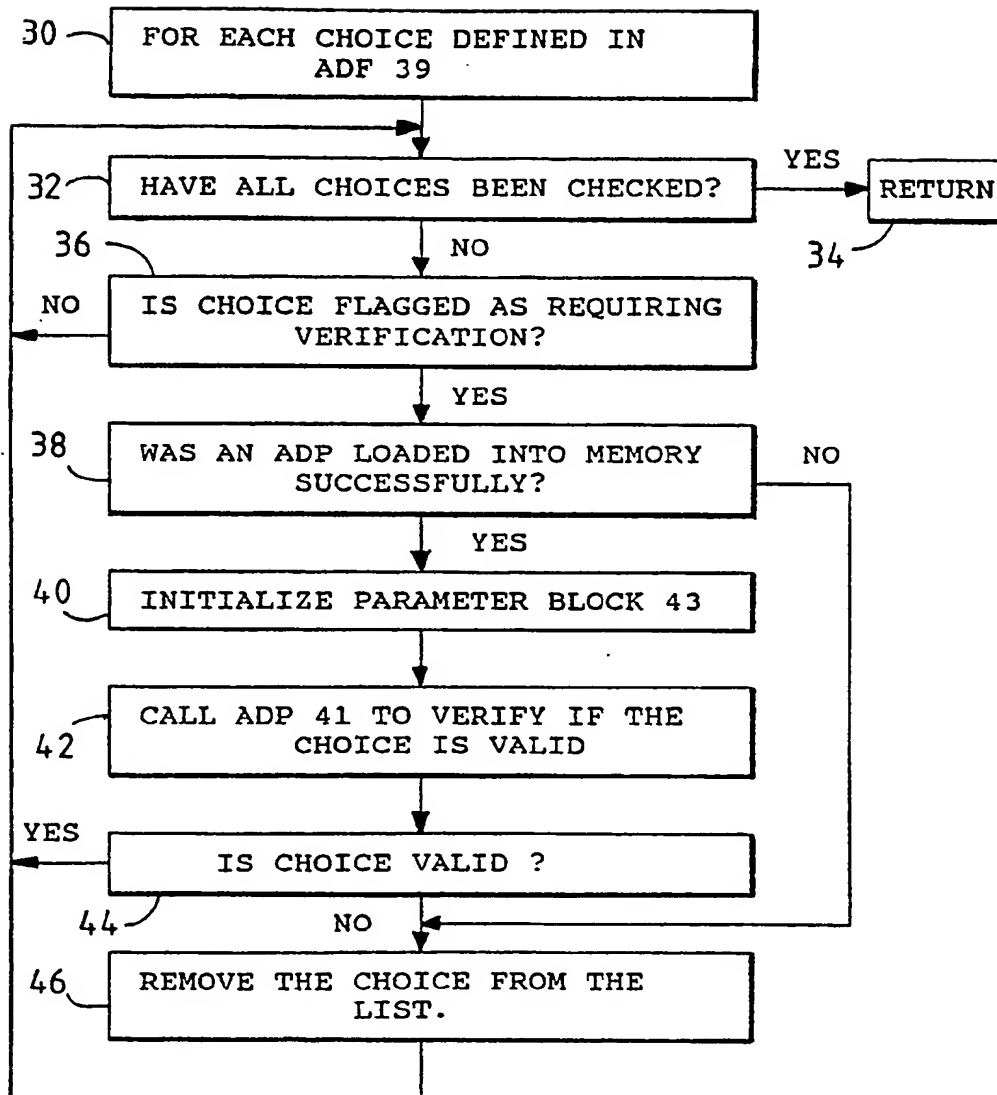 30
FOR EACH CHOICE DEFINED IN
ADF 39
32
HAVE ALL CHOICES BEEN CHECKED?
YES
RETURN
34
NO
36
IS CHOICE FLAGGED AS REQUIRING
VERIFICATION?
NO
YES
38
WAS AN ADP LOADED INTO MEMORY
SUCCESSFULLY?
NO
YES
40
INITIALIZE PARAMETER BLOCK 43
42
CALL ADP 41 TO VERIFY IF THE
CHOICE IS VALID
YES
IS CHOICE VALID ?
44
NO
46
REMOVE THE CHOICE FROM THE
LIST.